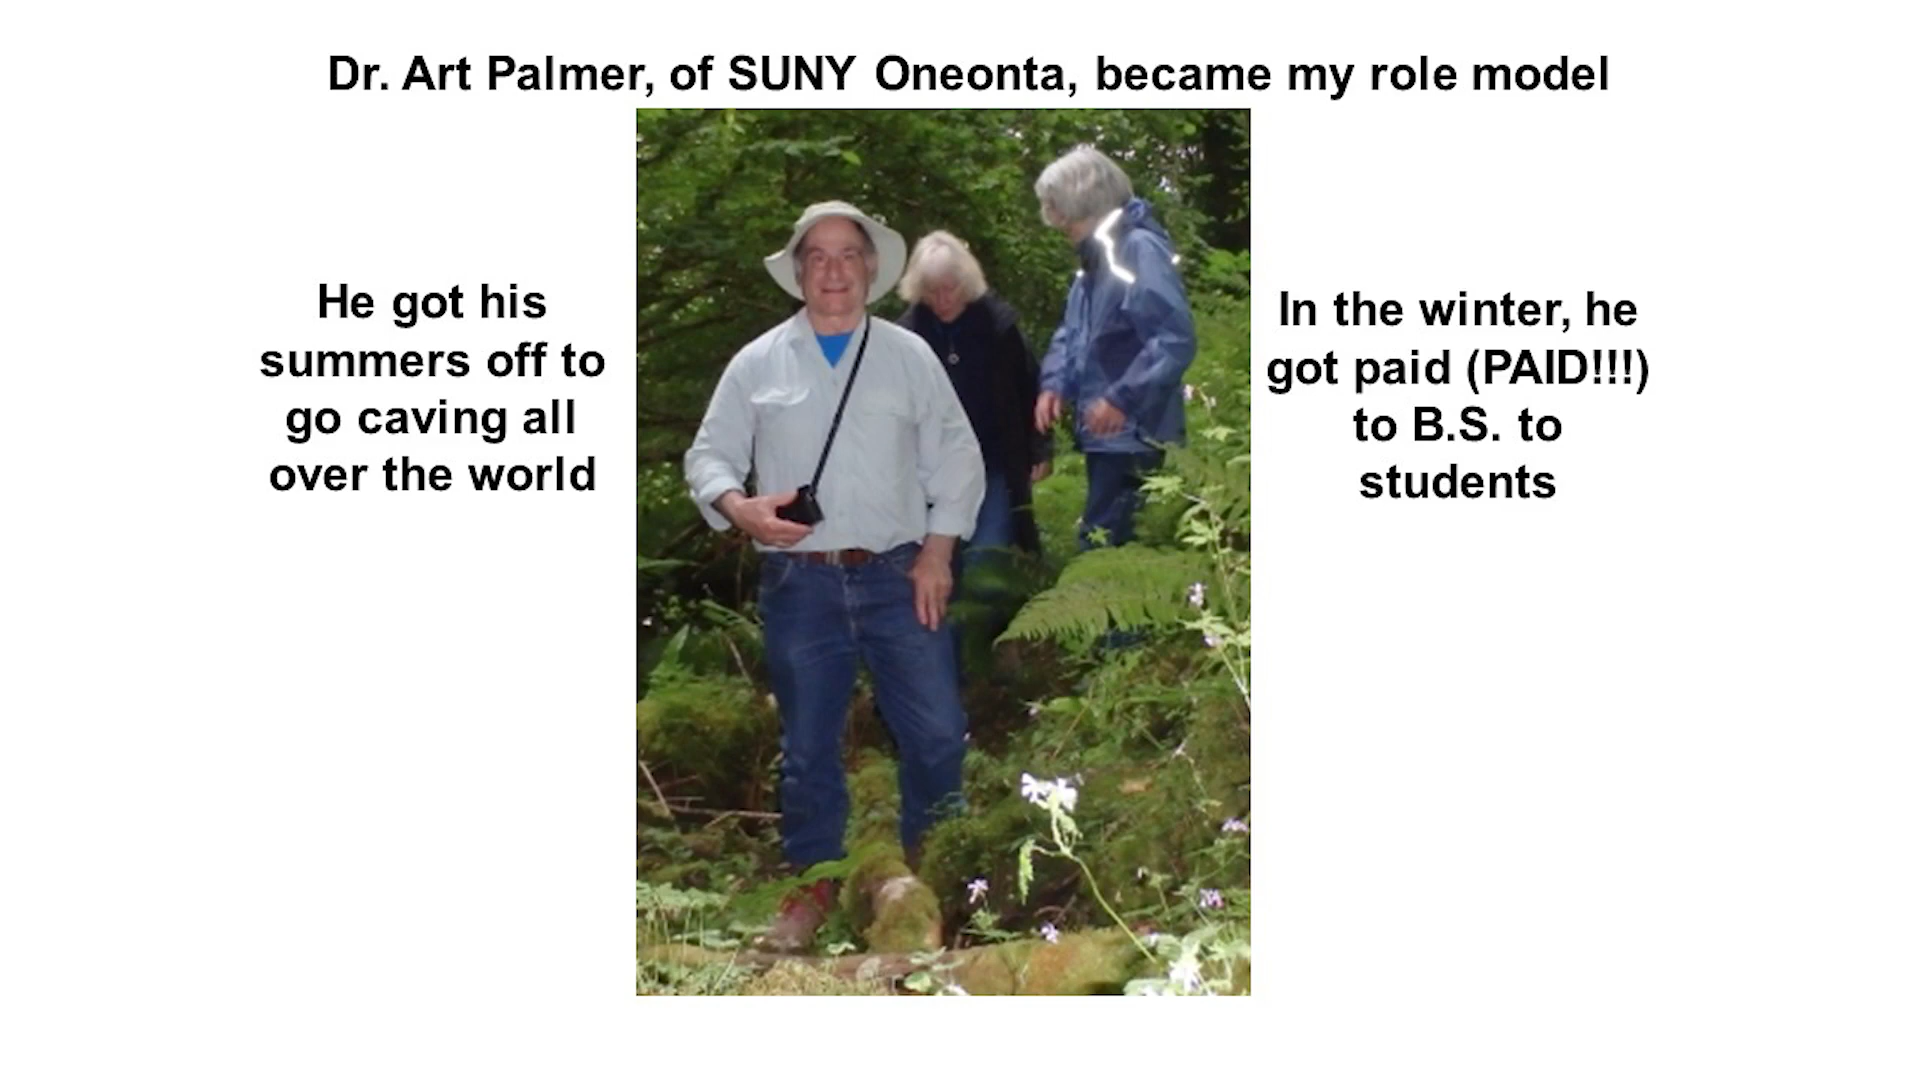 Dr. Art Palmer, of SUNY Oneonta, became my role model
He got his
summers off to
go caving all
over the world
In the winter, he
got paid (PAID!!!)
to B.S. to
students